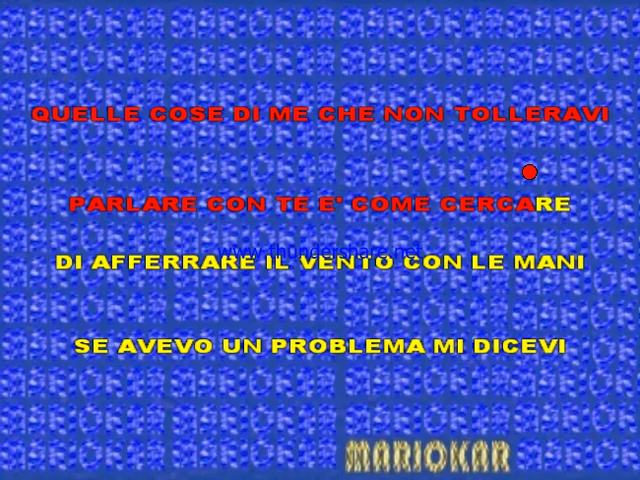 QUELLE COSE DI ME CHE NON TOLLERAVI
PARLARE CON TE E' COME CERCARE
www.thundershare.net
DI AFFERRARE IL VENTO CON LE MANI
SE AVEVO UN PROBLEMA MI DICEVI
MARIOKAR